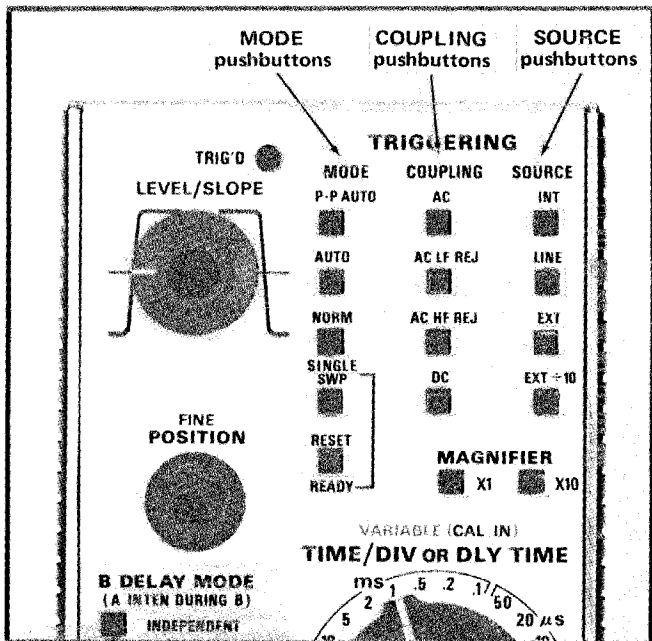 MODE
pushbuttons
COUPLING
pushbuttons
SOURCE
pushbuttons
TRIGGERING
TRIG'D
MODE COUPLING SOURCE
LEVEL/SLOPE
P-P AUTO AC INT
AUTO AC LF REJ LINE
NORM AC HF REJ EXT
SINGLE
SWP DC EXT ÷10
FINE
POSITION
RESET
READY
MAGNIFIER
X1 X10
VARIABLE (CAL IN)
TIME/DIV OR DLY TIME
B DELAY MODE
(A INTEN DURING B)
INDEPENDENT
ms
5 2 1 .5 .2 .1 50 20 µs
10 10